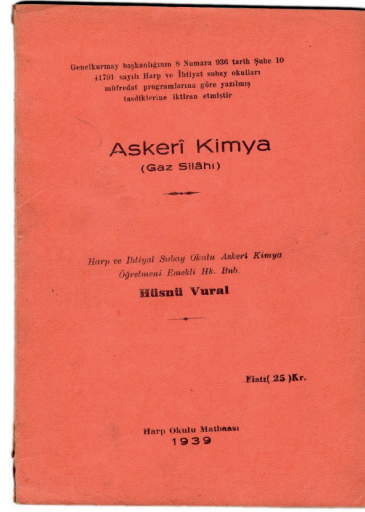 Genelkurmay başkanlığının 8 Numara 936 tarih Şube 10
41791 sayılı Harp ve İhtiyat subay okulları
müfredat programlarına göre yazılmış
tasdiklerine iktiran etmiştir
Askerî Kimya
(Gaz Silâhı)
Harp ve İhtiyat Subay Okulu Askerî Kimya
Öğretmeni Emekli Hk. Bnb.
Hüsnü Vural
Fiatı( 25 )Kr.
Harp Okulu Matbaası
1939